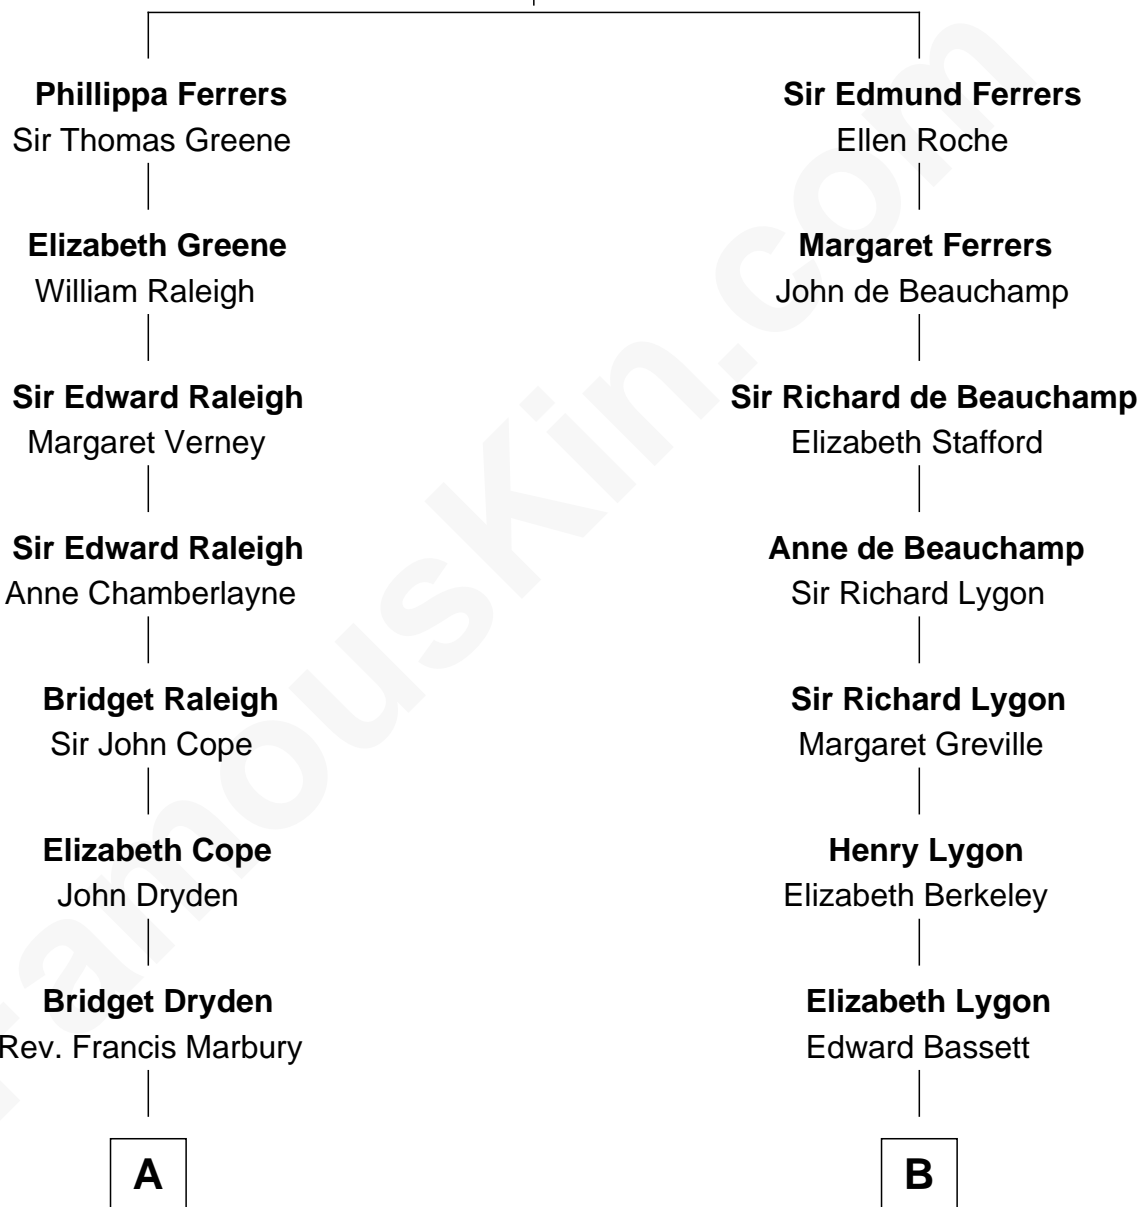 Phillippa Ferrers
Sir Thomas Greene
Elizabeth Greene
William Raleigh
Sir Edward Raleigh
Margaret Verney
Sir Edward Raleigh
Anne Chamberlayne
Bridget Raleigh
Sir John Cope
Elizabeth Cope
John Dryden
Bridget Dryden
Rev. Francis Marbury
A
Sir Edmund Ferrers
Ellen Roche
Margaret Ferrers
John de Beauchamp
Sir Richard de Beauchamp
Elizabeth Stafford
Anne de Beauchamp
Sir Richard Lygon
Sir Richard Lygon
Margaret Greville
Henry Lygon
Elizabeth Berkeley
Elizabeth Lygon
Edward Bassett
B
FamousKin.com